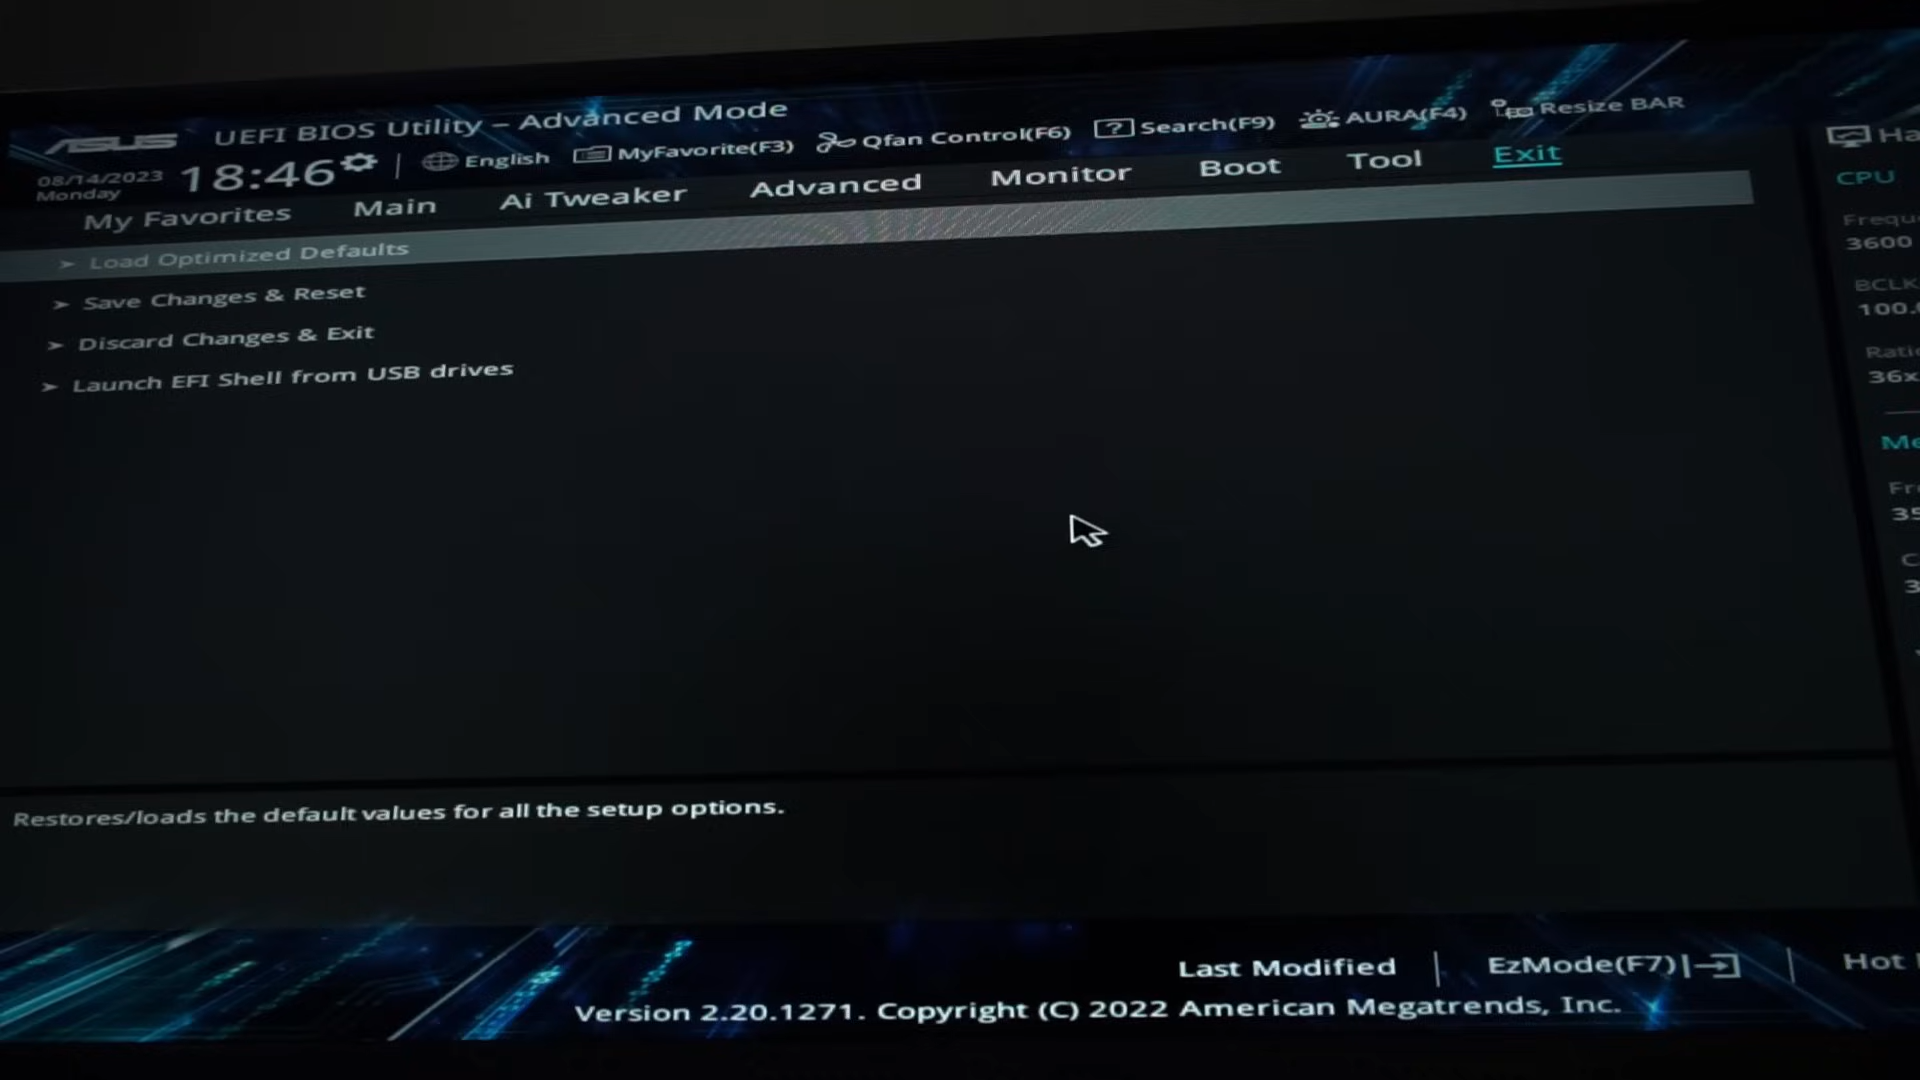 ASUS UEFI BIOS Utility – Advanced Mode
08/14/2023
Monday
18:46
English
MyFavorite(F3)
Qfan Control(F6)
Search(F9)
AURA(F4)
Resize BAR
My Favorites
Main
Ai Tweaker
Advanced
Monitor
Boot
Tool
Exit
> Load Optimized Defaults
> Save Changes & Reset
> Discard Changes & Exit
> Launch EFI Shell from USB drives
CPU
3600
BCLK
100.
36x
Restores/loads the default values for all the setup options.
Last Modified
EzMode(F7)
Hot
Version 2.20.1271. Copyright (C) 2022 American Megatrends, Inc.